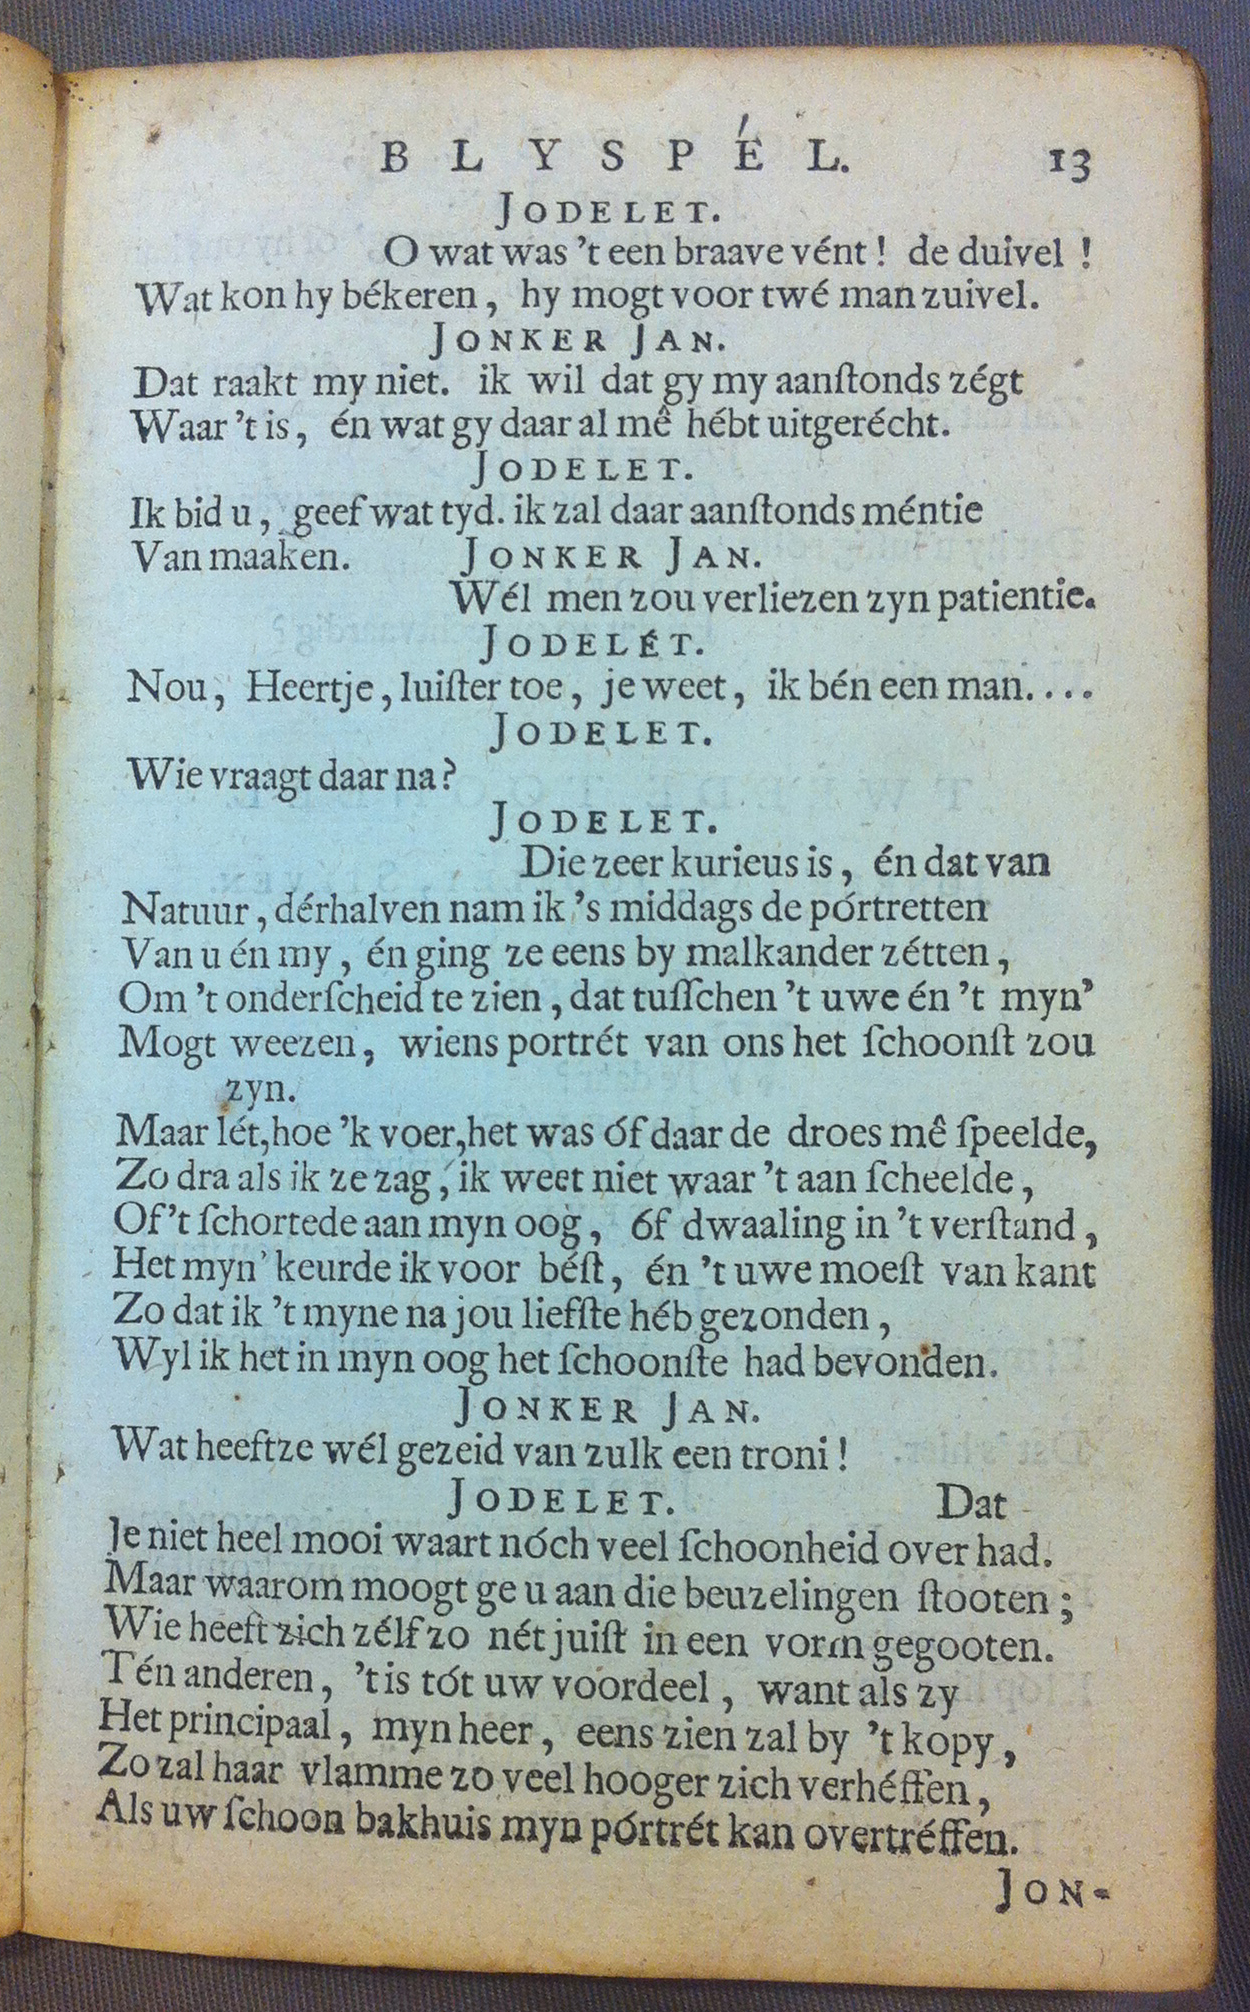 BLYSPÉL. 13
JODELET.
O wat was 't een braave vént! de duivel!
Wat kon hy békeren, hy mogt voor twé man zuivel.
JONKER JAN.
Dat raakt my niet. ik wil dat gy my aanſtonds zégt
Waar 't is, én wat gy daar al mê hébt uitgerécht.
JODELET.
Ik bid u, geef wat tyd. ik zal daar aanſtonds méntie
Van maaken. JONKER JAN.
Wél men zou verliezen zyn patientie.
JODELÉT.
Nou, Heertje, luiſter toe, je weet, ik bén een man....
JODELET.
Wie vraagt daar na?
JODELET.
Die zeer kurieus is, én dat van
Natuur, dérhalven nam ik 's middags de pórtretten
Van u én my, én ging ze eens by malkander zétten,
Om 't onderſcheid te zien, dat tuſſchen 't uwe én 't myn'
Mogt weezen, wiens portrét van ons het ſchoonſt zou
zyn.
Maar lét, hoe 'k voer, het was óf daar de droes mê ſpeelde,
Zo dra als ik ze zag, ik weet niet waar 't aan ſcheelde,
Of 't ſchortede aan myn oog, óf dwaaling in 't verſtand,
Het myn' keurde ik voor béſt, én 't uwe moeſt van kant
Zo dat ik 't myne na jou liefſte héb gezonden,
Wyl ik het in myn oog het ſchoonſte had bevonden.
JONKER JAN.
Wat heeftze wél gezeid van zulk een troni!
JODELET. Dat
Je niet heel mooi waart nóch veel ſchoonheid over had.
Maar waarom moogt ge u aan die beuzelingen ſtooten;
Wie heeft zich zélf zo nét juiſt in een vorm gegooten.
Tén anderen, 't is tót uw voordeel, want als zy
Het principaal, myn heer, eens zien zal by 't kopy,
Zo zal haar vlamme zo veel hooger zich verhéffen,
Als uw ſchoon bakhuis myn pórtrét kan overtréffen.
JON-